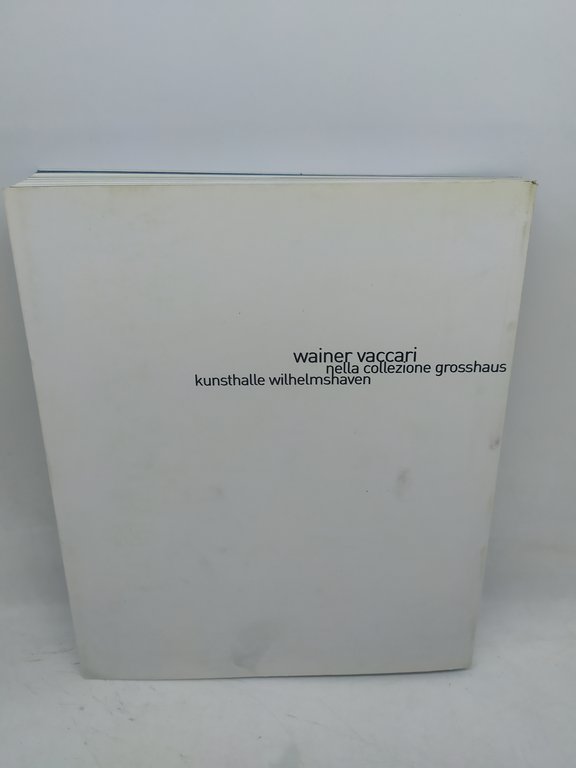 wainer vaccari
nella collezione grosshaus
kunsthalle wilhelmshaven